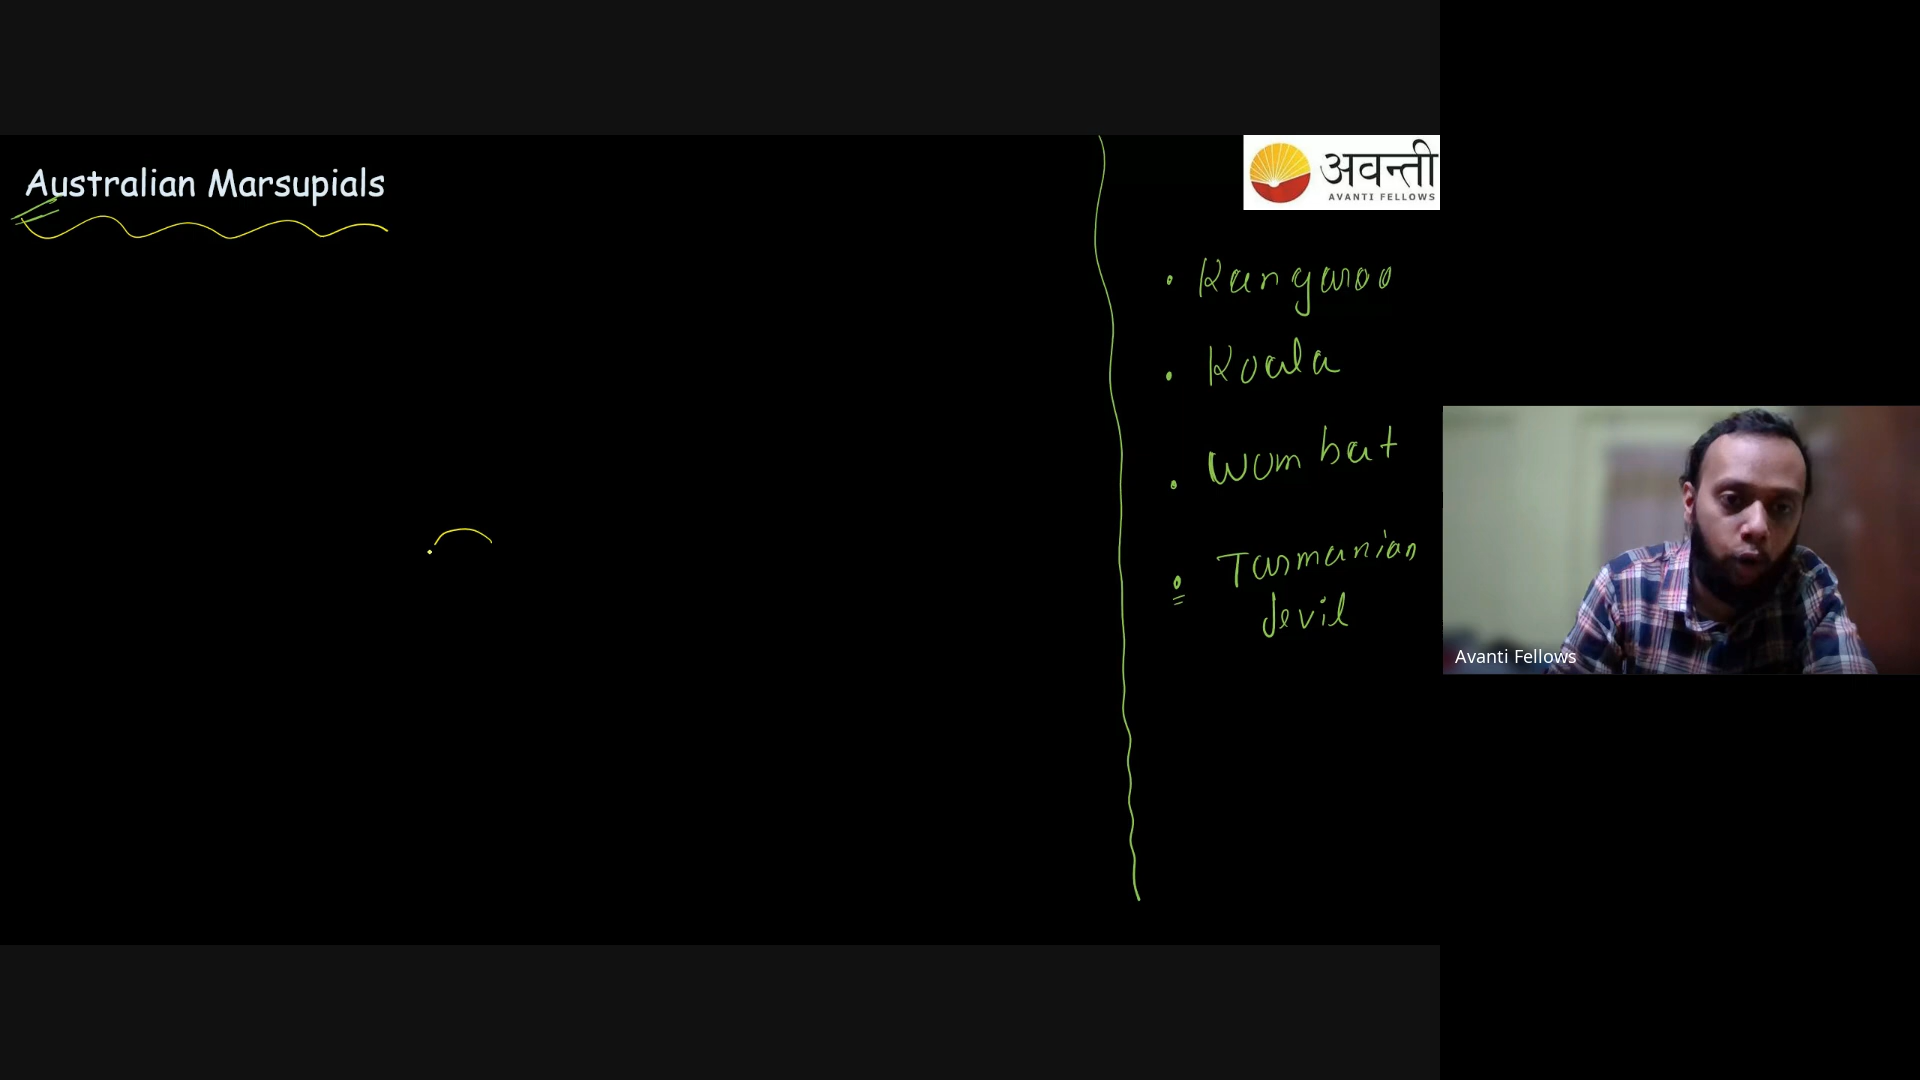 Australian Marsupials
अवन्ती
AVANTI FELLOWS
• Kangaroo
• Koala
• Wombat
• Tasmanian
devil
Avanti Fellows